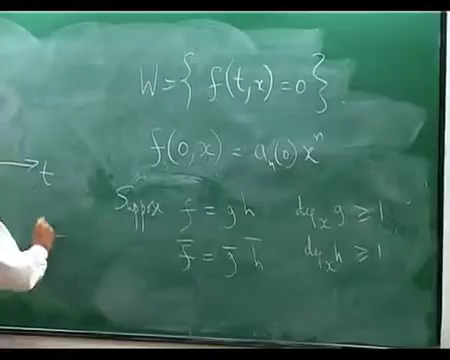 W = { f(t,x) = 0 }
f(0,x) = a_n(0) x^n
t
Suppose f = g h deg_x g ≥ 1
f̄ = ḡ h̄ deg_x h ≥ 1